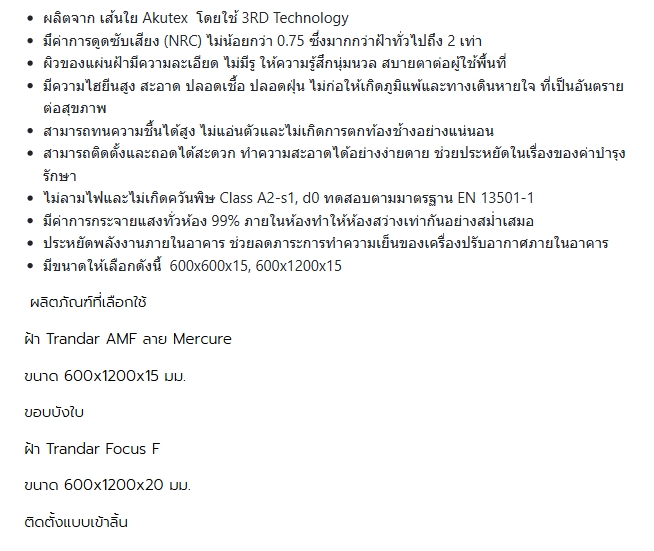 • ผลิตจาก เส้นใย Akutex โดยใช้ 3RD Technology
• มีค่าการดูดซับเสียง (NRC) ไม่น้อยกว่า 0.75 ซึ่งมากกว่าฝ้าทั่วไปถึง 2 เท่า
• ผิวของแผ่นฝ้ามีความละเอียด ไม่มีรู ให้ความรู้สึกนุ่มนวล สบายตาต่อผู้ใช้พื้นที่
• มีความไฮยีนสูง สะอาด ปลอดเชื้อ ปลอดฝุ่น ไม่ก่อให้เกิดภูมิแพ้และทางเดินหายใจ ที่เป็นอันตราย
ต่อสุขภาพ
• สามารถทนความชื้นได้สูง ไม่แอ่นตัวและไม่เกิดการตกท้องช้างอย่างแน่นอน
• สามารถติดตั้งและถอดได้สะดวก ทำความสะอาดได้อย่างง่ายดาย ช่วยประหยัดในเรื่องของค่าบำรุง
รักษา
• ไม่ลามไฟและไม่เกิดควันพิษ Class A2-s1, d0 ทดสอบตามมาตรฐาน EN 13501-1
• มีค่าการกระจายแสงทั่วห้อง 99% ภายในห้องทำให้ห้องสว่างเท่ากันอย่างสม่ำเสมอ
• ประหยัดพลังงานภายในอาคาร ช่วยลดภาระการทำความเย็นของเครื่องปรับอากาศภายในอาคาร
• มีขนาดให้เลือกดังนี้ 600x600x15, 600x1200x15
ผลิตภัณฑ์ที่เลือกใช้
ฝ้า Trandar AMF ลาย Mercure
ขนาด 600x1200x15 มม.
ขอบบังใบ
ฝ้า Trandar Focus F
ขนาด 600x1200x20 มม.
ติดตั้งแบบเข้าลิ้น